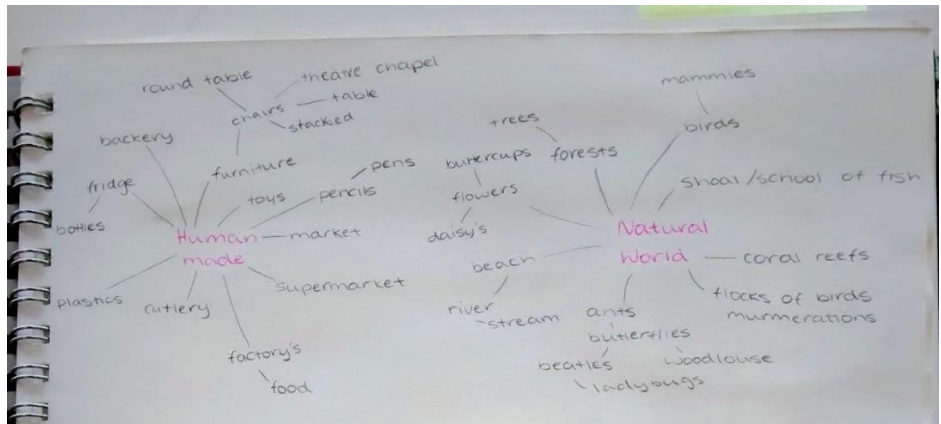 round table
theatre chapel
chairs
table
stacked
backery
furniture
fridge
toys
pens
pencils
bottles
Human
made
market
plastics
cutlery
supermarket
factory's
food
mammies
birds
trees
buttercups
forests
flowers
shoal/school of fish
daisy's
Natural
World
beach
coral reefs
river
stream
ants
flocks of birds
murmerations
butterflies
beatles
woodlouse
ladybugs